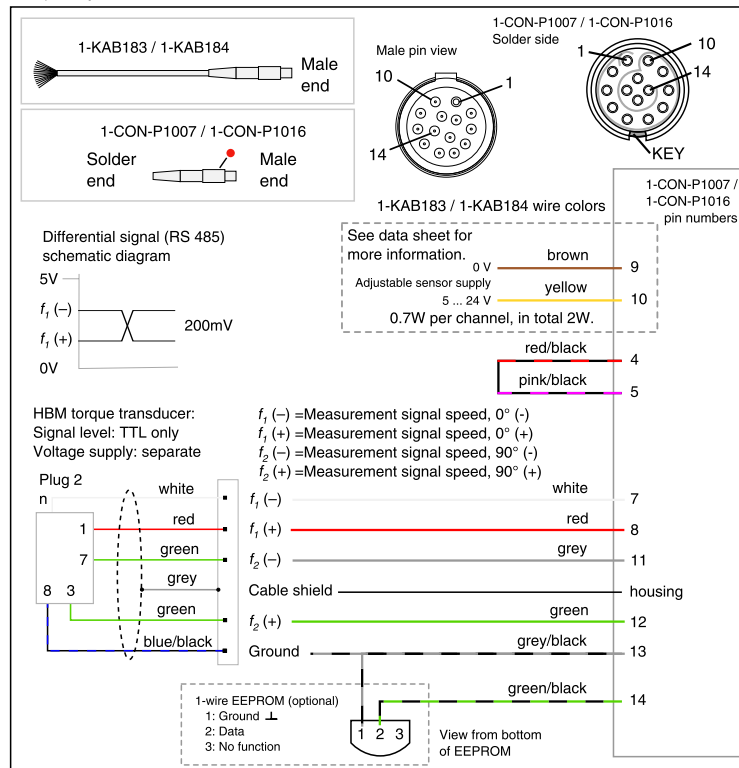 1-KAB183 / 1-KAB184
Male
end
1-CON-P1007 / 1-CON-P1016
Solder
end
Male
end
Male pin view
10
1
14
1-CON-P1007 / 1-CON-P1016
Solder side
1
10
14
KEY
1-KAB183 / 1-KAB184 wire colors
1-CON-P1007 /
1-CON-P1016
pin numbers
Differential signal (RS 485)
schematic diagram
5V
f1 (–)
f1 (+)
0V
200mV
See data sheet for
more information.
0 V
brown
9
Adjustable sensor supply
5 ... 24 V
yellow
10
0.7W per channel, in total 2W.
red/black
4
pink/black
5
HBM torque transducer:
Signal level: TTL only
Voltage supply: separate
f1 (–) =Measurement signal speed, 0° (-)
f1 (+) =Measurement signal speed, 0° (+)
f2 (–) =Measurement signal speed, 90° (-)
f2 (+) =Measurement signal speed, 90° (+)
Plug 2
n
white
f1 (–)
white
7
1
red
f1 (+)
red
8
7
green
f2 (–)
grey
11
8 3
grey
Cable shield
housing
green
f2 (+)
green
12
blue/black
Ground
grey/black
13
green/black
14
1-wire EEPROM (optional)
1: Ground ⊥
2: Data
3: No function
1 2 3
View from bottom
of EEPROM